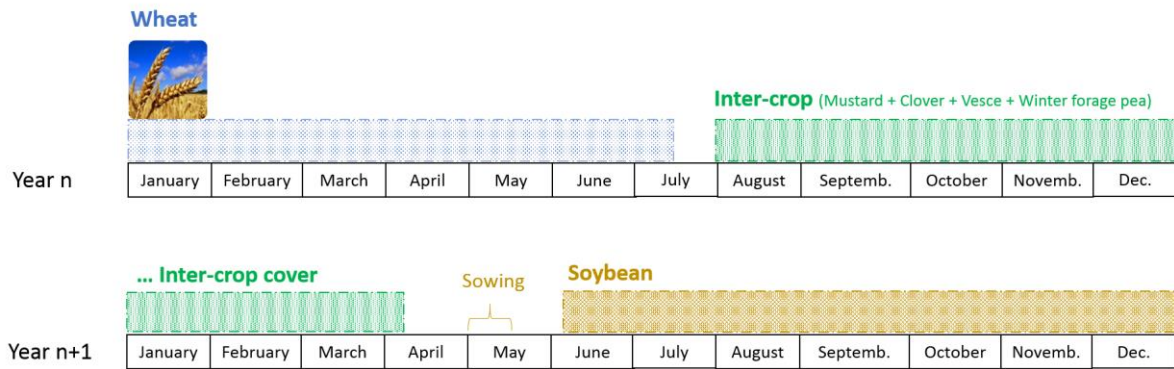 Wheat
Inter-crop (Mustard + Clover + Vesce + Winter forage pea)
Year n January February March April May June July August Septemb. October Novemb. Dec.
... Inter-crop cover Sowing Soybean
Year n+1 January February March April May June July August Septemb. October Novemb. Dec.